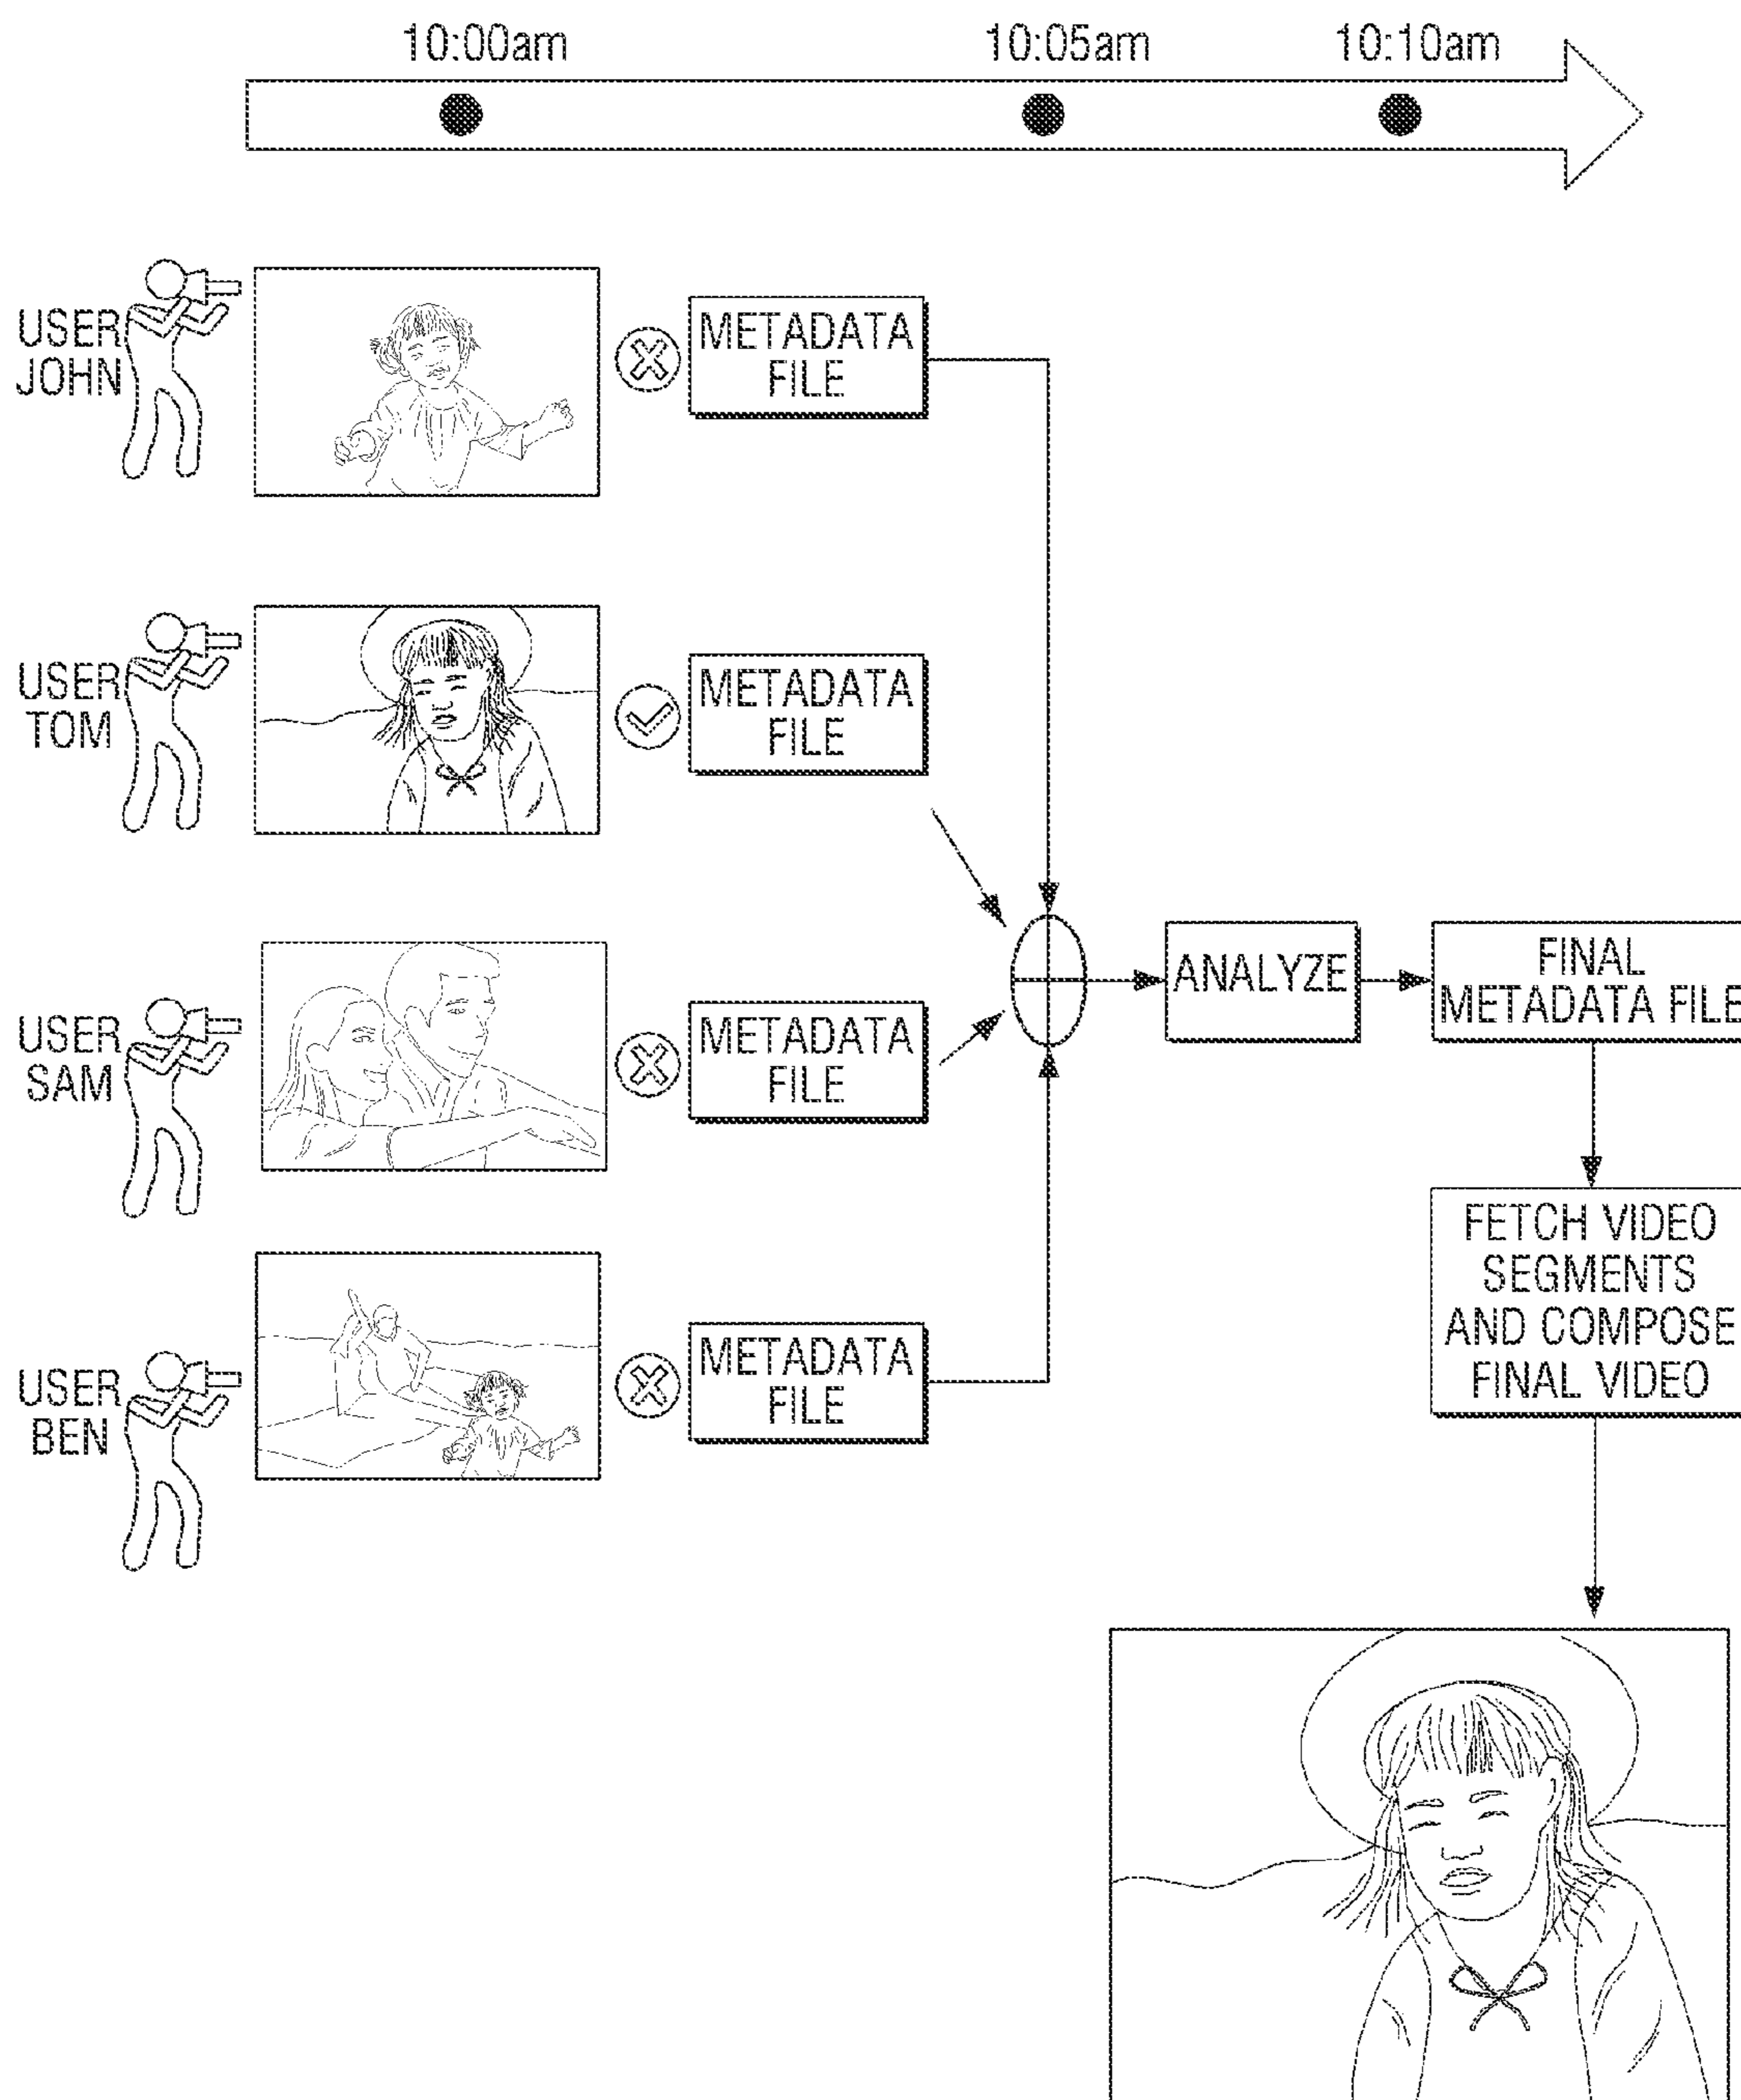 10:00am 10:05am 10:10am
USER
JOHN
METADATA
FILE
USER
TOM
METADATA
FILE
USER
SAM
METADATA
FILE
ANALYZE
FINAL
METADATA FILE
USER
BEN
METADATA
FILE
FETCH VIDEO
SEGMENTS
AND COMPOSE
FINAL VIDEO